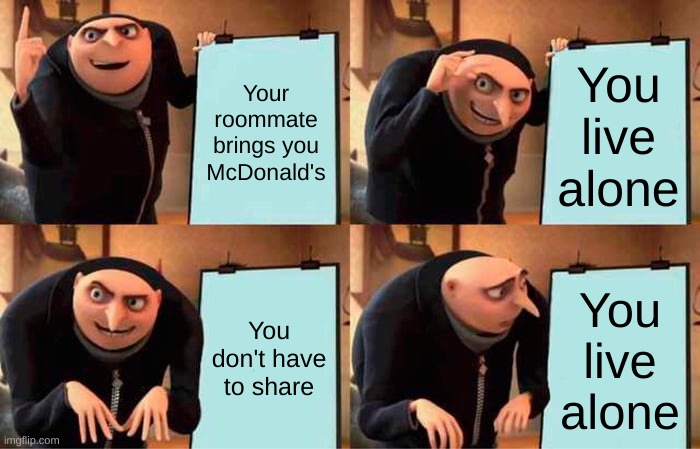 Your
roommate
brings you
McDonald's
You
live
alone
You
don't have
to share
You
live
alone
imgflip.com